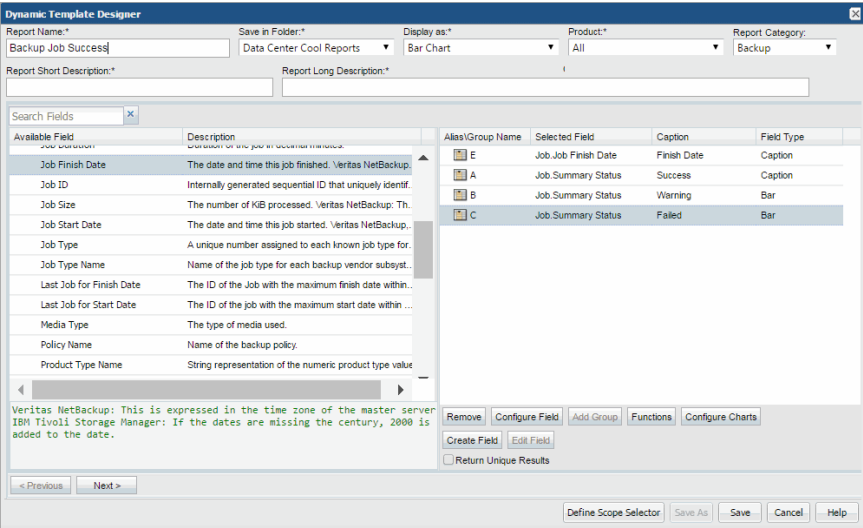 Dynamic Template Designer
Report Name:* Save in Folder:* Display as:* Product:* Report Category:
Backup Job Success Data Center Cool Reports Bar Chart All Backup
Report Short Description:* Report Long Description:*
Search Fields
Available Field Description
Job Duration Duration of the job in decimal minutes.
Job Finish Date The date and time this job finished. Veritas NetBackup.
Job ID Internally generated sequential ID that uniquely identif..
Job Size The number of KiB processed. Veritas NetBackup: Th..
Job Start Date The date and time this job started. Veritas NetBackup,..
Job Type A unique number assigned to each known job type for..
Job Type Name Name of the job type for each backup vendor subsyst..
Last Job for Finish Date The ID of the Job with the maximum finish date within..
Last Job for Start Date The ID of the job with the maximum start date within ...
Media Type The type of media used.
Policy Name Name of the backup policy.
Product Type Name String representation of the numeric product type value
Veritas NetBackup: This is expressed in the time zone of the master server
IBM Tivoli Storage Manager: If the dates are missing the century, 2000 is
added to the date.
Alias\Group Name Selected Field Caption Field Type
E Job.Job Finish Date Finish Date Caption
A Job.Summary Status Success Caption
B Job.Summary Status Warning Bar
C Job.Summary Status Failed Bar
Remove Configure Field Add Group Functions Configure Charts
Create Field Edit Field
Return Unique Results
< Previous Next >
Define Scope Selector Save As Save Cancel Help